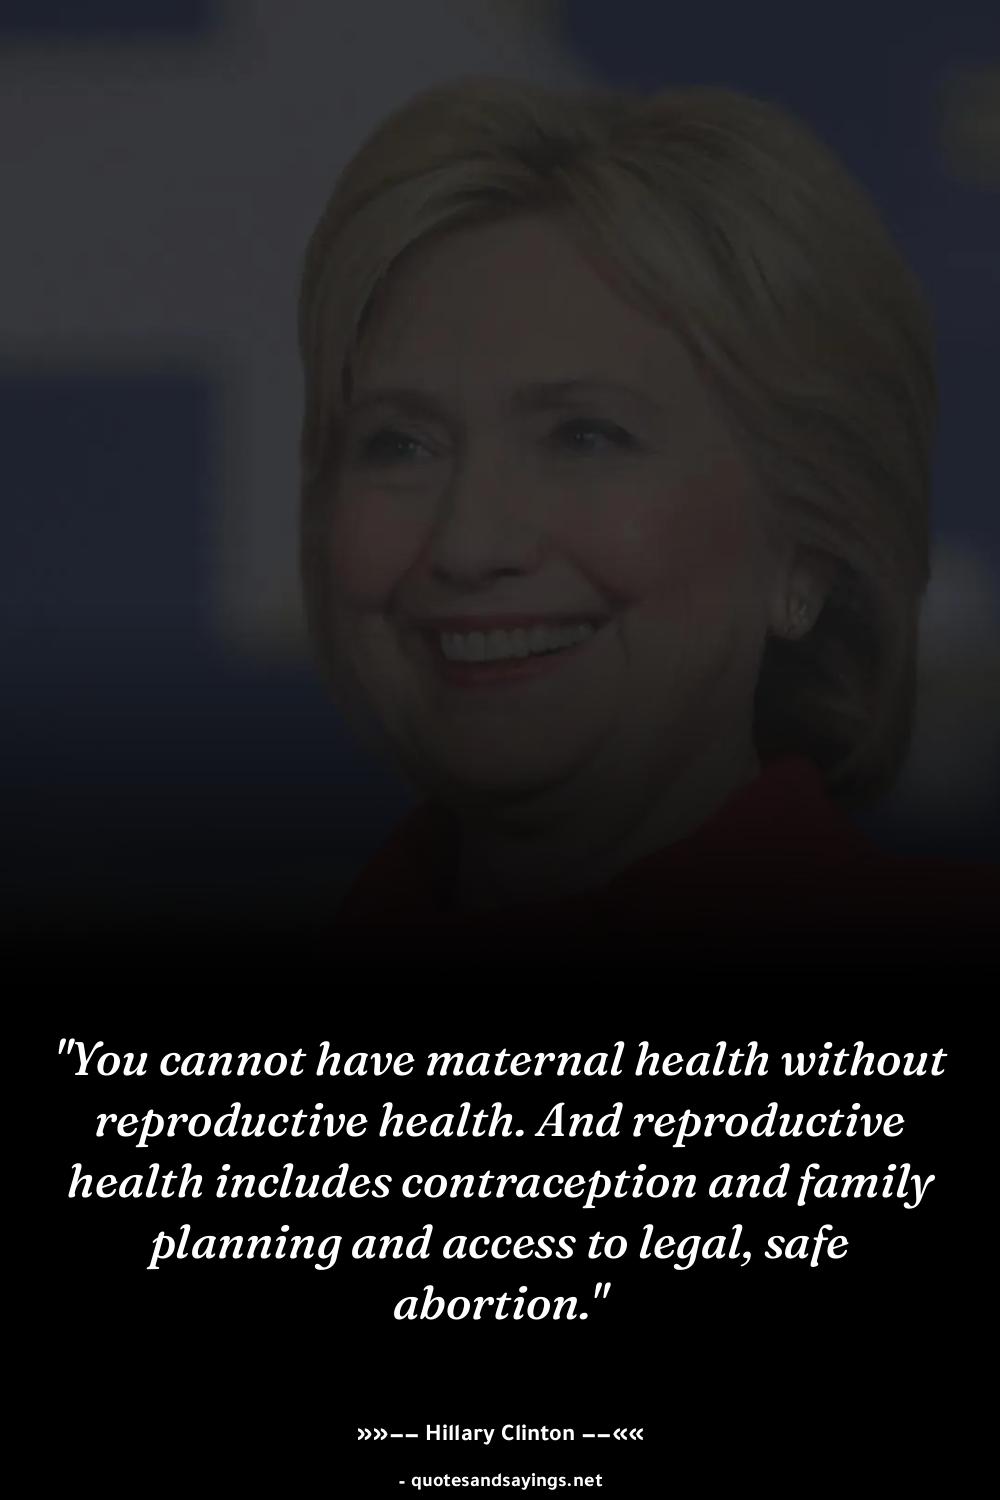 "You cannot have maternal health without
reproductive health. And reproductive
health includes contraception and family
planning and access to legal, safe
abortion."
»»–– Hillary Clinton ––««
- quotesandsayings.net